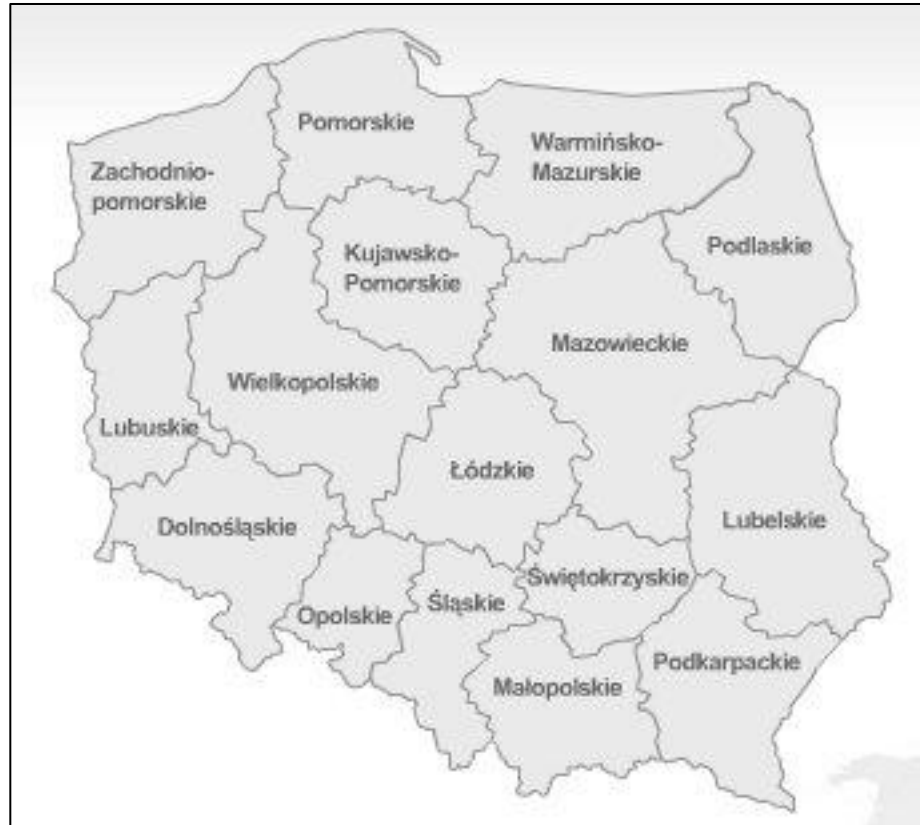 Pomorskie
Warmińsko-
Mazurskie
Zachodnio-
pomorskie
Podlaskie
Kujawsko-
Pomorskie
Mazowieckie
Wielkopolskie
Lubuskie
Łódzkie
Dolnośląskie
Lubelskie
Opolskie
Śląskie
Świętokrzyskie
Małopolskie
Podkarpackie